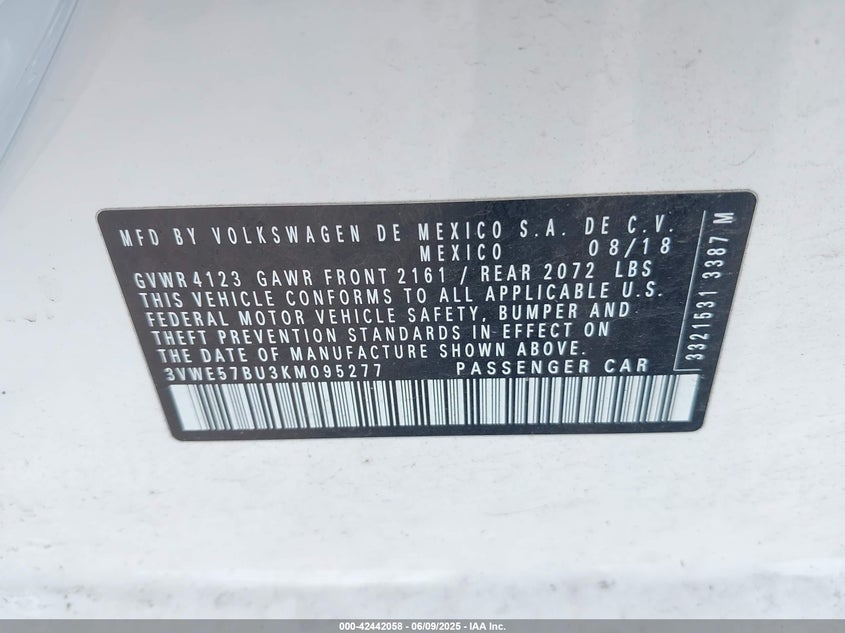 MFD BY VOLKSWAGEN DE MEXICO S.A. DE C.V.
MEXICO 08/18
GVWR 4123 GAWR FRONT 2161 / REAR 2072 LBS
THIS VEHICLE CONFORMS TO ALL APPLICABLE U.S.
FEDERAL MOTOR VEHICLE SAFETY, BUMPER AND
THEFT PREVENTION STANDARDS IN EFFECT ON
THE DATE OF MANUFACTURE SHOWN ABOVE.
3VWE57BU3KM095277 PASSENGER CAR
3321531 3387 M
000-42442058 - 06/09/2025 - IAA Inc.